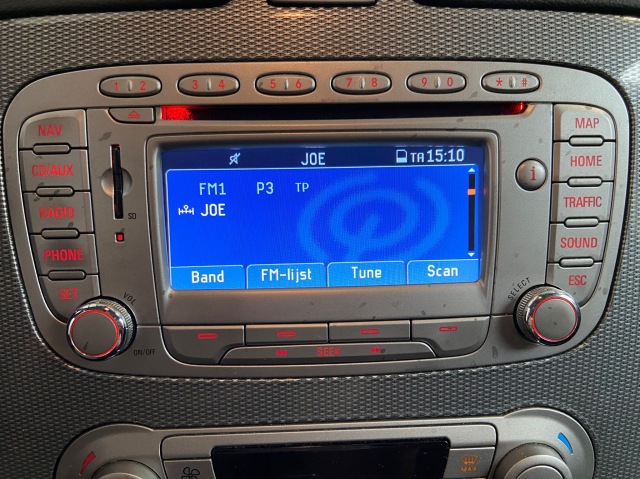 1 2 3 4 5 6 7 8 9 0 * #
NAV
CD/AUX
RADIO
PHONE
SET
SD
JOE TA 15:10
FM1 P3 TP
JOE
Band FM-lijst Tune Scan
MAP
HOME
i
TRAFFIC
SOUND
ESC
VOL
ON/OFF
SELECT
SEEK
MAX